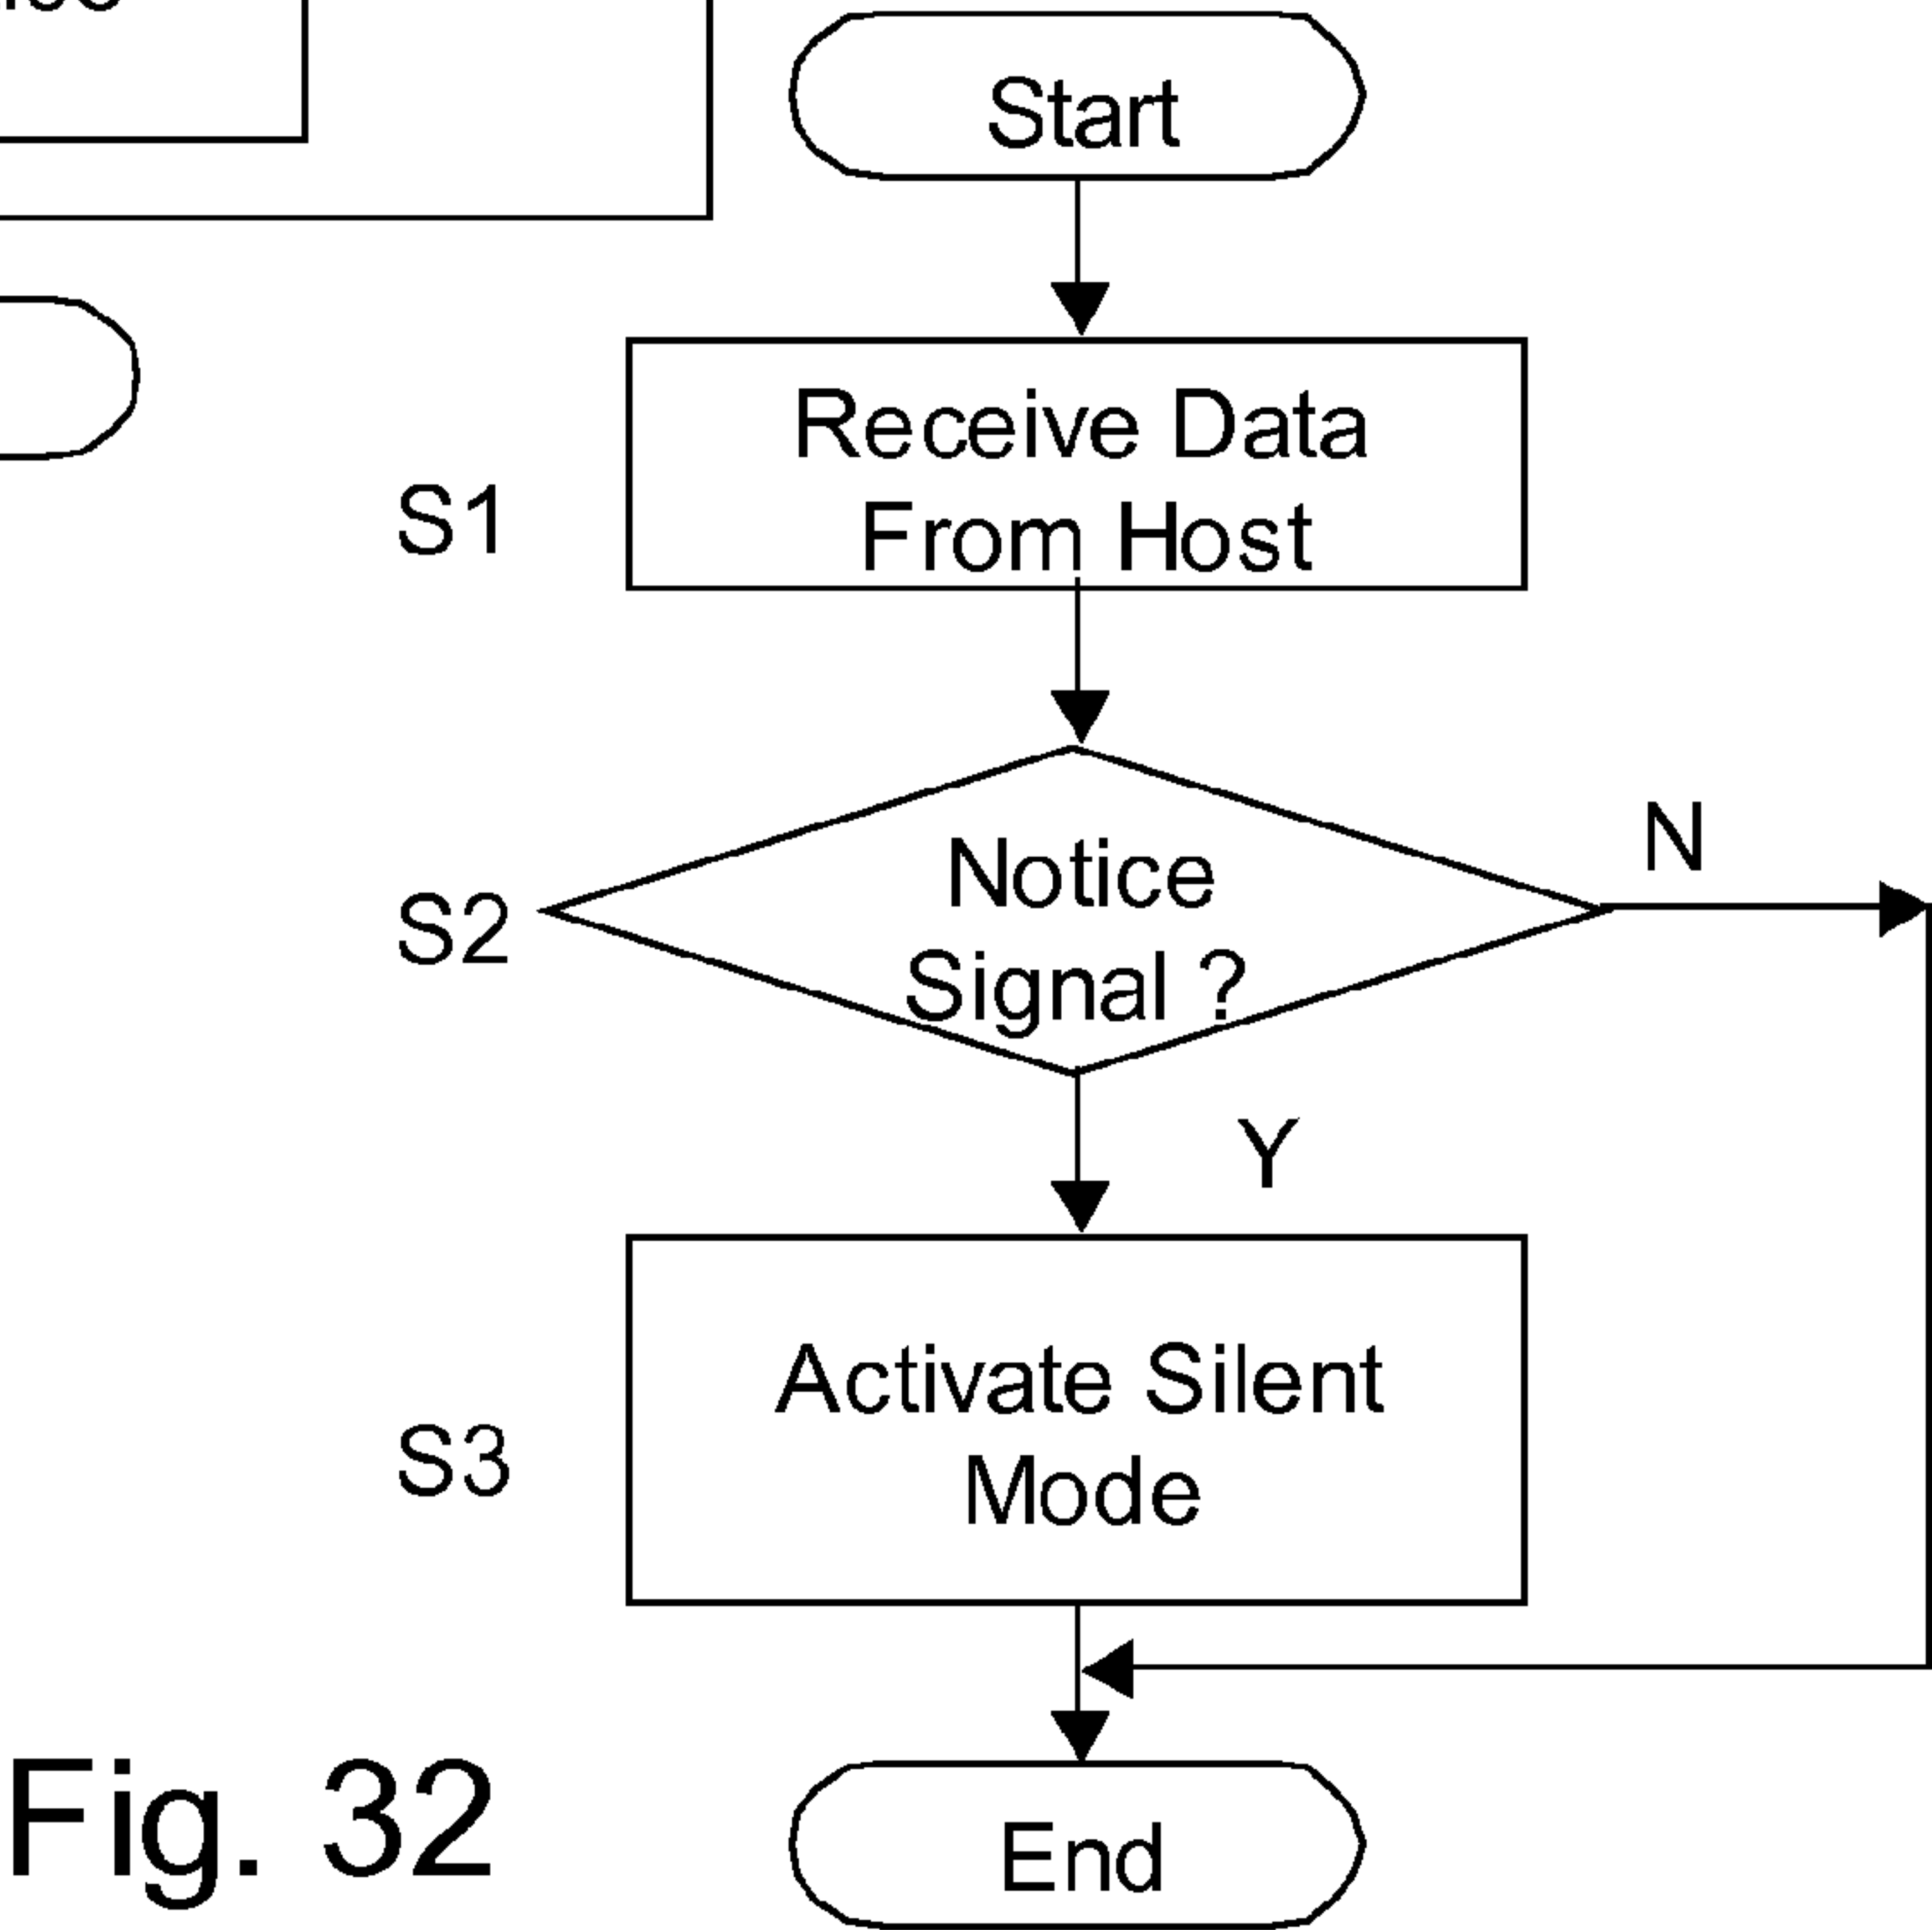 Start
Receive Data
From Host
S1
Notice
Signal ?
N
S2
Y
Activate Silent
Mode
S3
Fig. 32
End